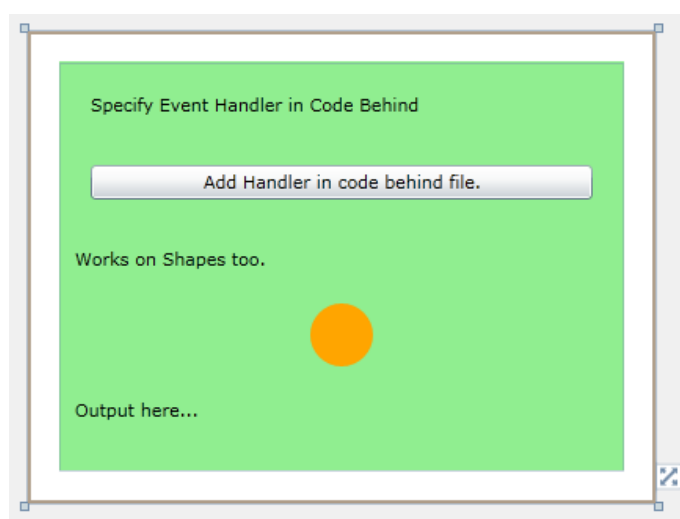 Specify Event Handler in Code Behind
Add Handler in code behind file.
Works on Shapes too.
Output here...